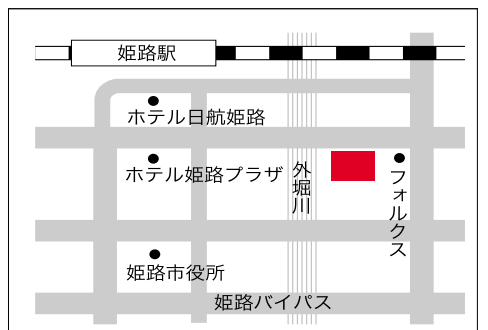 姫路駅
ホテル日航姫路
ホテル姫路プラザ
外堀川
フォルクス
姫路市役所
姫路バイパス